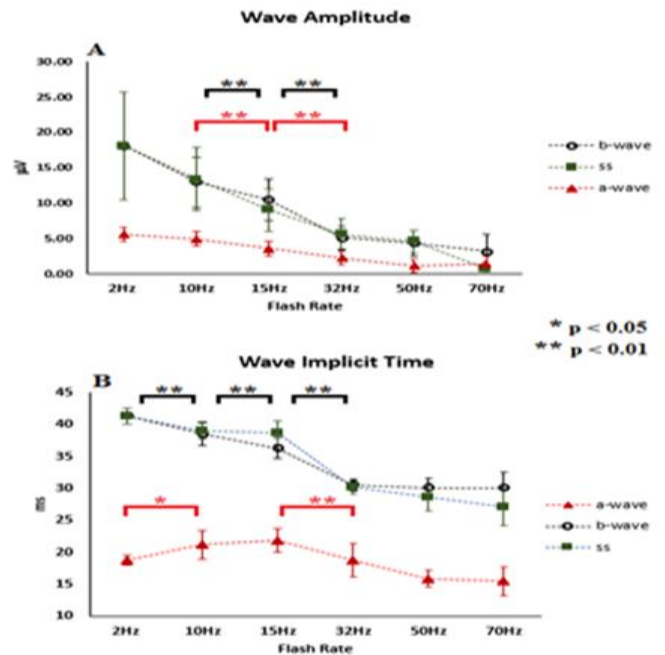 Wave Amplitude
A
30.00
25.00
20.00
15.00
10.00
5.00
0.00
µV
** **
** **
b-wave
ss
a-wave
2Hz 10Hz 15Hz 32Hz 50Hz 70Hz
Flash Rate
* p < 0.05
** p < 0.01
Wave Implicit Time
B
45
40
35
30
25
20
15
10
ms
** ** **
* **
a-wave
b-wave
ss
2Hz 10Hz 15Hz 32Hz 50Hz 70Hz
Flash Rate